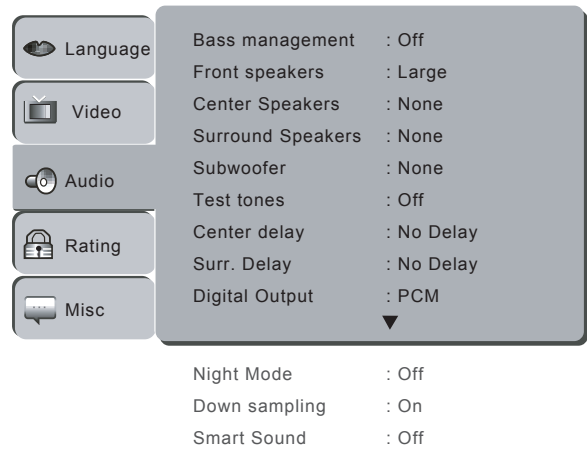 Language
Video
Audio
Rating
Misc
Bass management : Off
Front speakers : Large
Center Speakers : None
Surround Speakers : None
Subwoofer : None
Test tones : Off
Center delay : No Delay
Surr. Delay : No Delay
Digital Output : PCM
Night Mode : Off
Down sampling : On
Smart Sound : Off